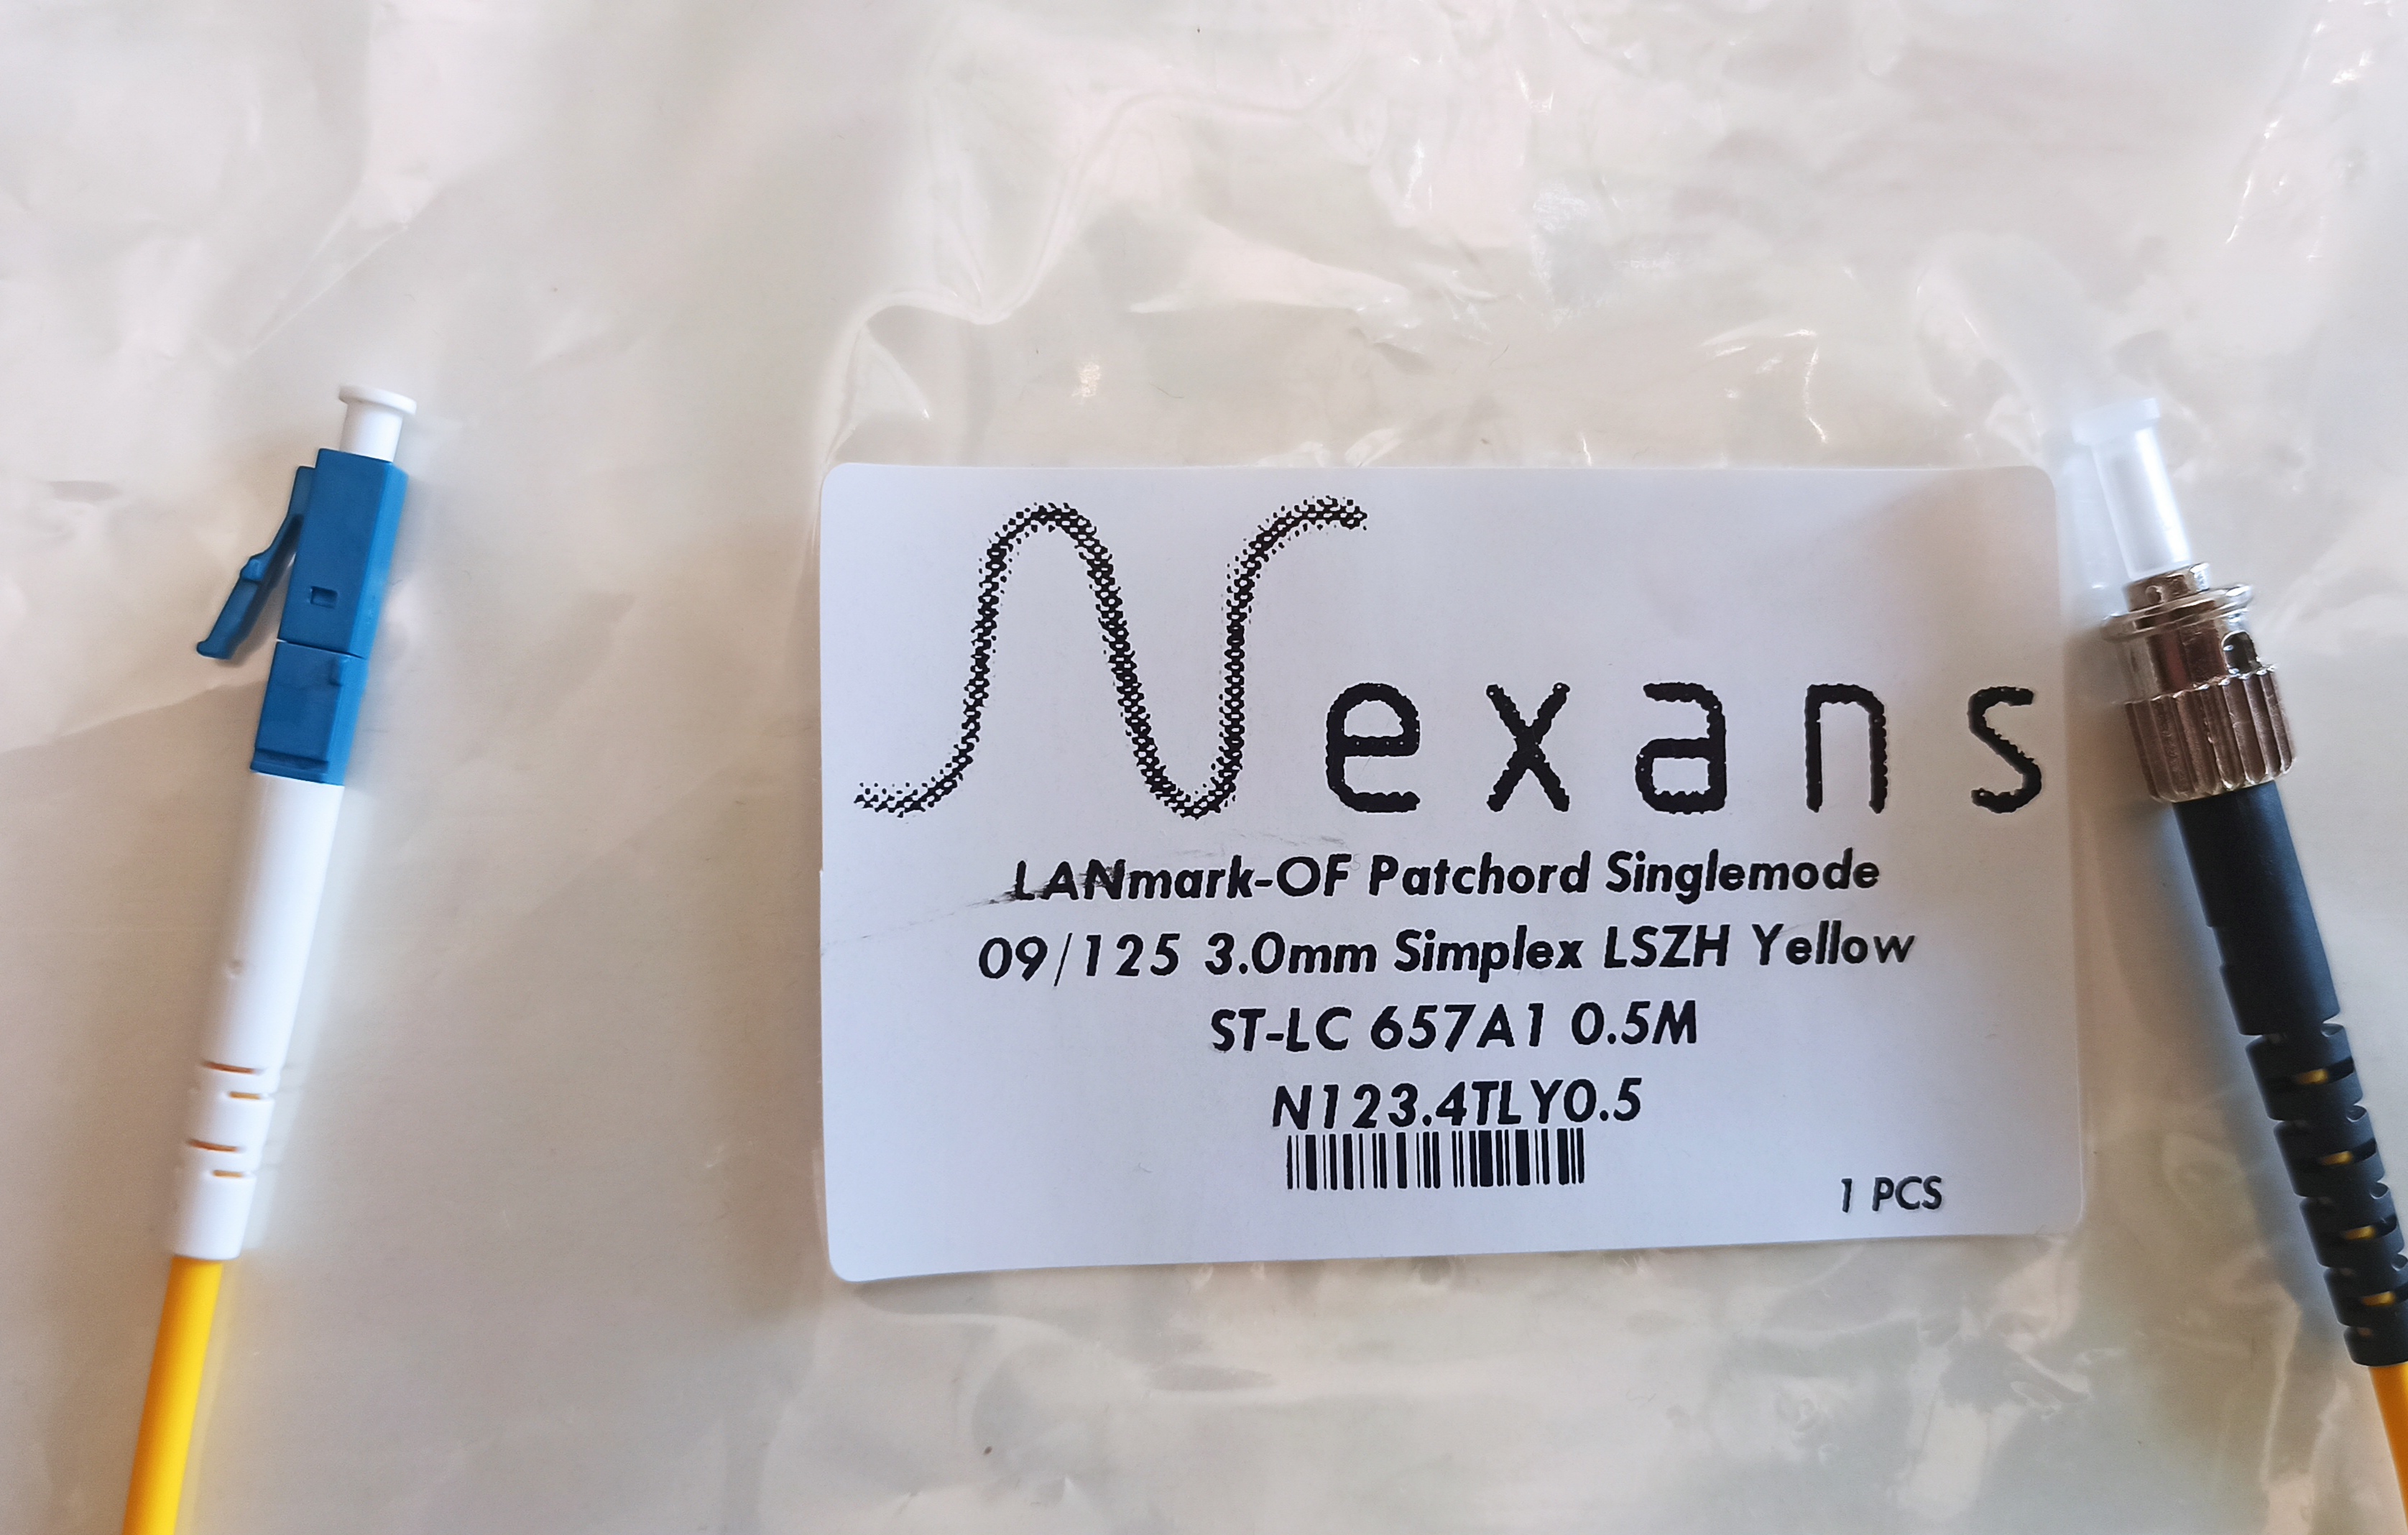 Nexans
LANmark-OF Patchord Singlemode
09/125 3.0mm Simplex LSZH Yellow
ST-LC 657A1 0.5M
N123.4TLY0.5
1 PCS